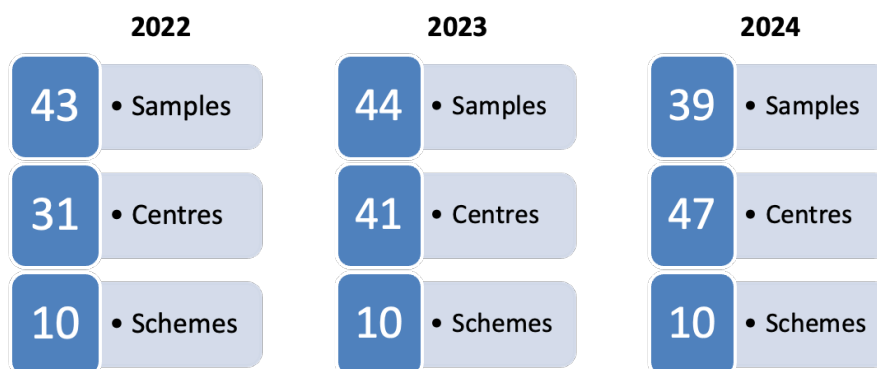 2022 2023 2024
43 • Samples 44 • Samples 39 • Samples
31 • Centres 41 • Centres 47 • Centres
10 • Schemes 10 • Schemes 10 • Schemes